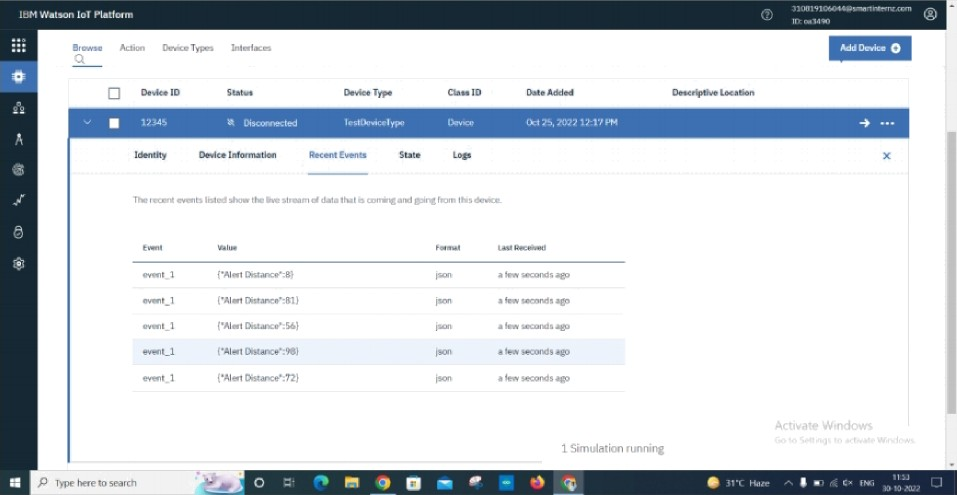 IBM Watson IoT Platform
310819106044@smartinternz.com
ID: oa3490
Browse Action Device Types Interfaces
Add Device
Device ID Status Device Type Class ID Date Added Descriptive Location
12345 Disconnected TestDeviceType Device Oct 25, 2022 12:17 PM
Identity Device Information Recent Events State Logs
The recent events listed show the live stream of data that is coming and going from this device.
Event Value Format Last Received
event_1 {"Alert Distance":8} json a few seconds ago
event_1 {"Alert Distance":81} json a few seconds ago
event_1 {"Alert Distance":56} json a few seconds ago
event_1 {"Alert Distance":98} json a few seconds ago
event_1 {"Alert Distance":72} json a few seconds ago
Activate Windows
Go to Settings to activate Windows.
1 Simulation running
Type here to search
31°C Haze
ENG
11:53
30-10-2022